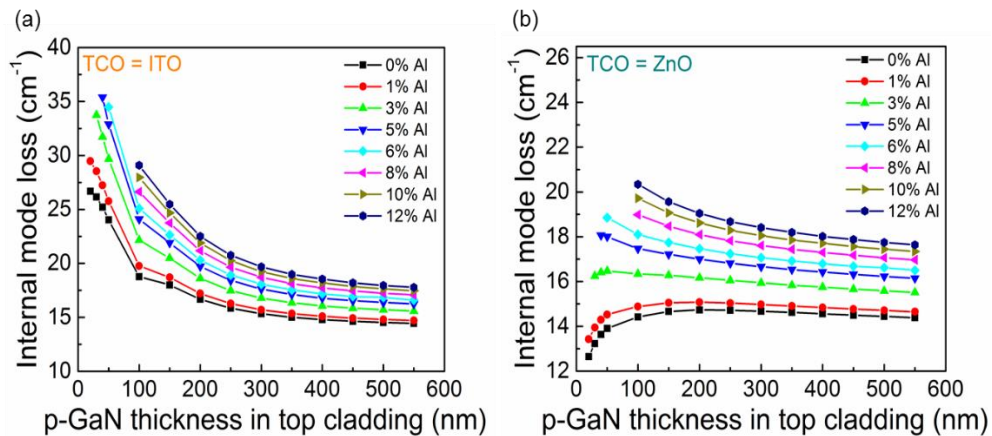 (a)
TCO = ITO
0% Al
1% Al
3% Al
5% Al
6% Al
8% Al
10% Al
12% Al
40
35
30
25
20
15
10
0 100 200 300 400 500 600
Internal mode loss (cm⁻¹)
p-GaN thickness in top cladding (nm)
(b)
TCO = ZnO
0% Al
1% Al
3% Al
5% Al
6% Al
8% Al
10% Al
12% Al
26
24
22
20
18
16
14
12
0 100 200 300 400 500 600
Internal mode loss (cm⁻¹)
p-GaN thickness in top cladding (nm)